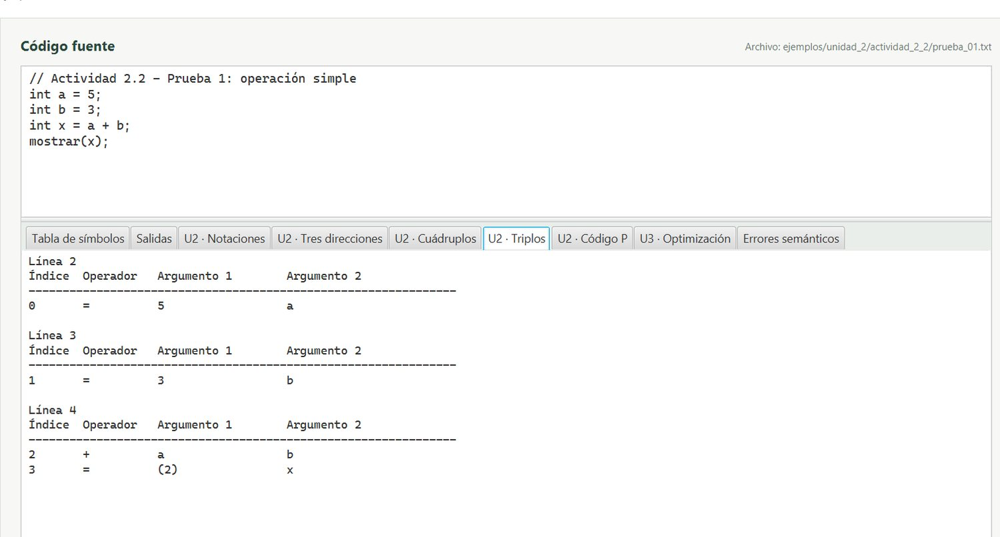 Código fuente
Archivo: ejemplos/unidad_2/actividad_2_2/prueba_01.txt
// Actividad 2.2 - Prueba 1: operación simple
int a = 5;
int b = 3;
int x = a + b;
mostrar(x);
Tabla de símbolos Salidas U2 · Notaciones U2 · Tres direcciones U2 · Cuádruplos U2 · Triplos U2 · Código P U3 · Optimización Errores semánticos
Línea 2
Índice Operador Argumento 1 Argumento 2
---------------------------------------------------------------
0 = 5 a
Línea 3
Índice Operador Argumento 1 Argumento 2
---------------------------------------------------------------
1 = 3 b
Línea 4
Índice Operador Argumento 1 Argumento 2
---------------------------------------------------------------
2 + a b
3 = (2) x